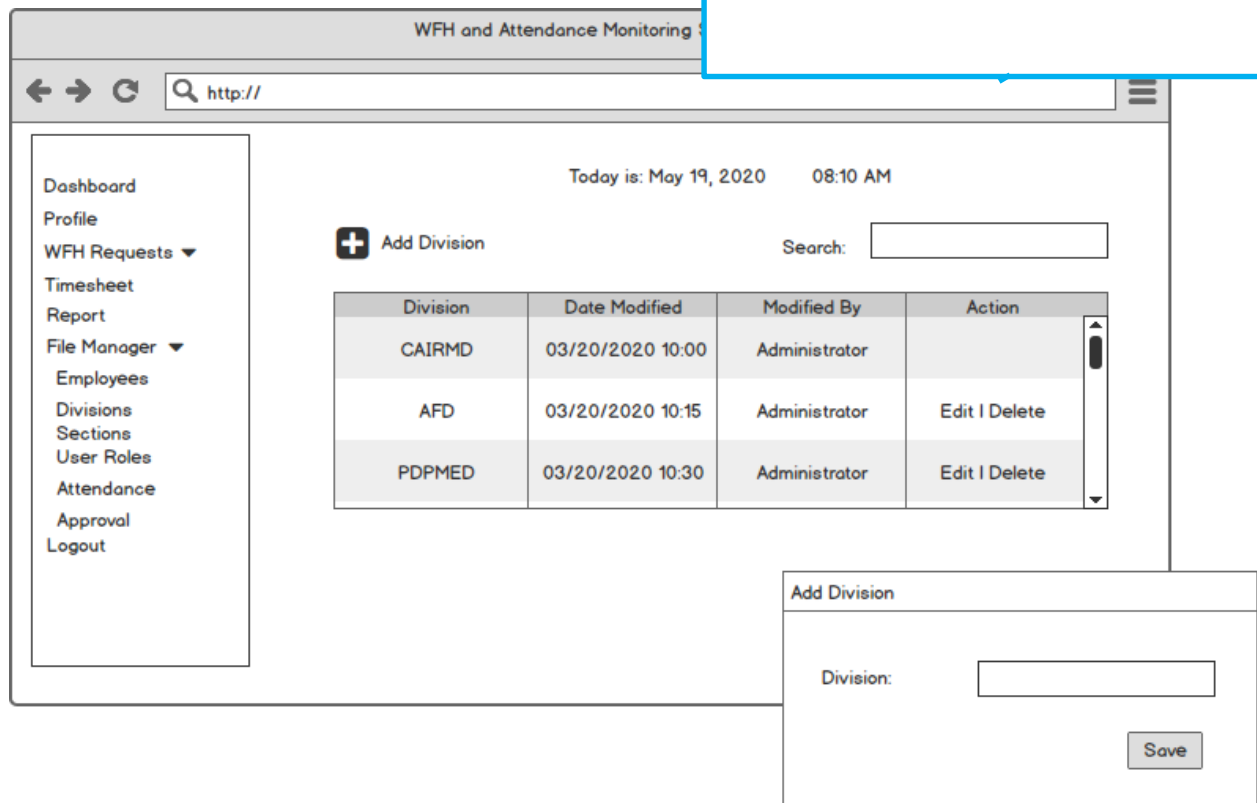 WFH and Attendance Monitoring
http://
Today is: May 19, 2020 08:10 AM
Dashboard
Profile
WFH Requests
Timesheet
Report
File Manager
Employees
Divisions
Sections
User Roles
Attendance
Approval
Logout
Add Division Search:
Division Date Modified Modified By Action
CAIRMD 03/20/2020 10:00 Administrator
AFD 03/20/2020 10:15 Administrator Edit | Delete
PDPMED 03/20/2020 10:30 Administrator Edit | Delete
Add Division
Division:
Save